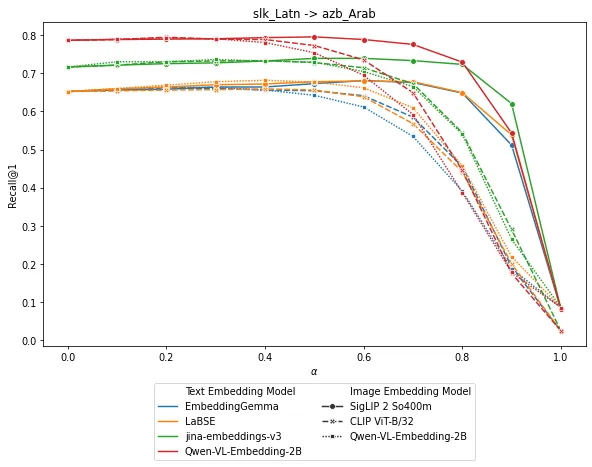 slk_Latn -> azb_Arab
Recall@1
0.8
0.7
0.6
0.5
0.4
0.3
0.2
0.1
0.0
0.0 0.2 0.4 0.6 0.8 1.0
α
Text Embedding Model Image Embedding Model
EmbeddingGemma SigLIP 2 So400m
LaBSE CLIP ViT-B/32
jina-embeddings-v3 Qwen-VL-Embedding-2B
Qwen-VL-Embedding-2B